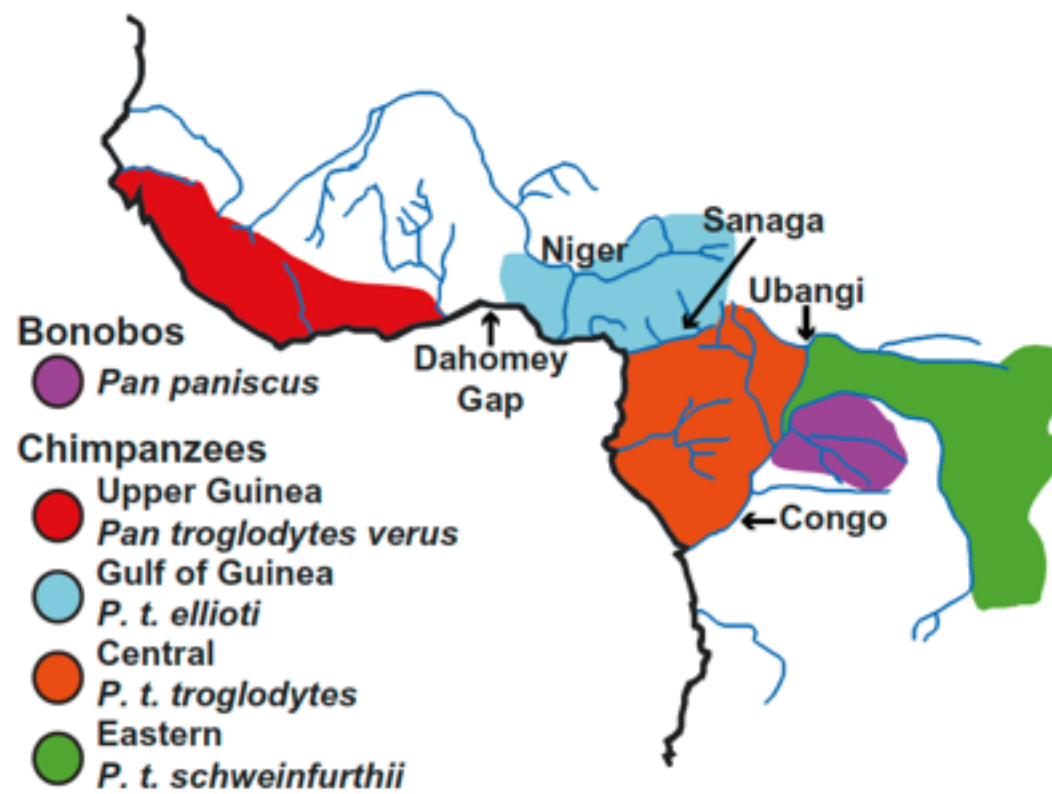 Niger
Sanaga
Ubangi
Dahomey
Gap
Congo
Bonobos
Pan paniscus
Chimpanzees
Upper Guinea
Pan troglodytes verus
Gulf of Guinea
P. t. ellioti
Central
P. t. troglodytes
Eastern
P. t. schweinfurthii